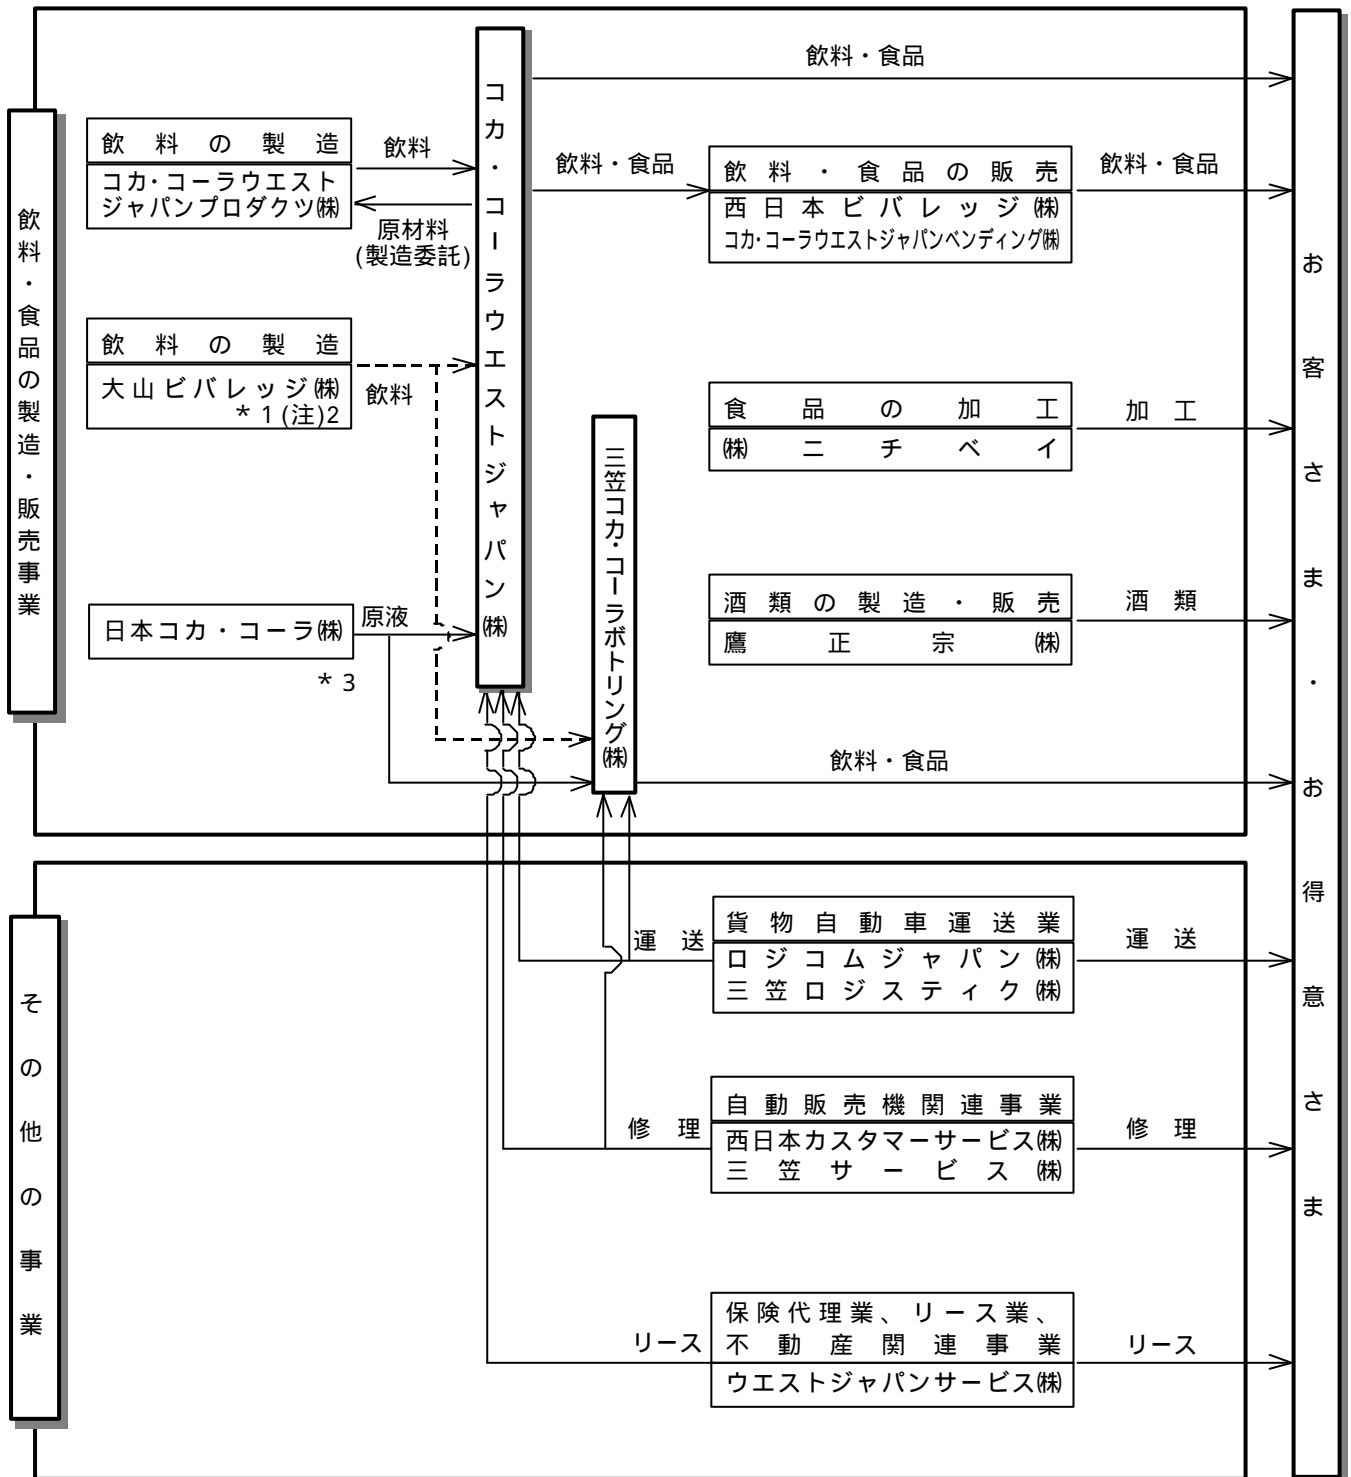 飲料・食品の製造・販売事業
飲料の製造
コカ・コーラウエスト
ジャパンプロダクツ㈱
飲料
原材料
(製造委託)
飲料の製造
大山ビバレッジ㈱
*1(注)2
飲料
日本コカ・コーラ㈱
*3
原液
コカ・コーラウエストジャパン㈱
三笠コカ・コーラボトリング㈱
飲料・食品
飲料・食品
飲料・食品の販売
西日本ビバレッジ㈱
コカ・コーラウエストジャパンベンディング㈱
飲料・食品
食品の加工
㈱ニチベイ
加工
酒類の製造・販売
鷹正宗㈱
酒類
飲料・食品
その他の事業
運送
貨物自動車運送業
ロジコムジャパン㈱
三笠ロジスティク㈱
運送
修理
自動販売機関連事業
西日本カスタマーサービス㈱
三笠サービス㈱
修理
リース
保険代理業、リース業、
不動産関連事業
ウエストジャパンサービス㈱
リース
お客さま・お得意さま